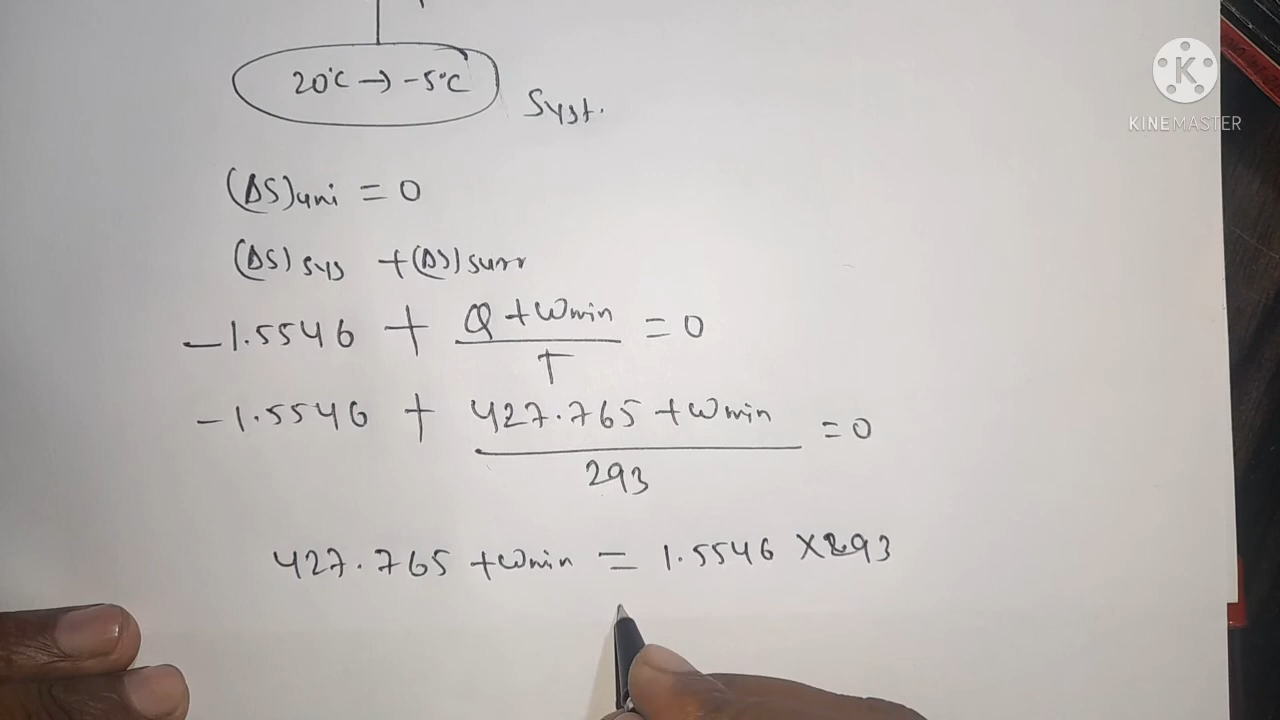 20°C → -5°C
Syst.
KINEMASTER
(ΔS)uni = 0
(ΔS)sys + (ΔS)surr
-1.5546 + Q + Wmin / T = 0
-1.5546 + 427.765 + Wmin / 293 = 0
427.765 + Wmin = 1.5546 × 293